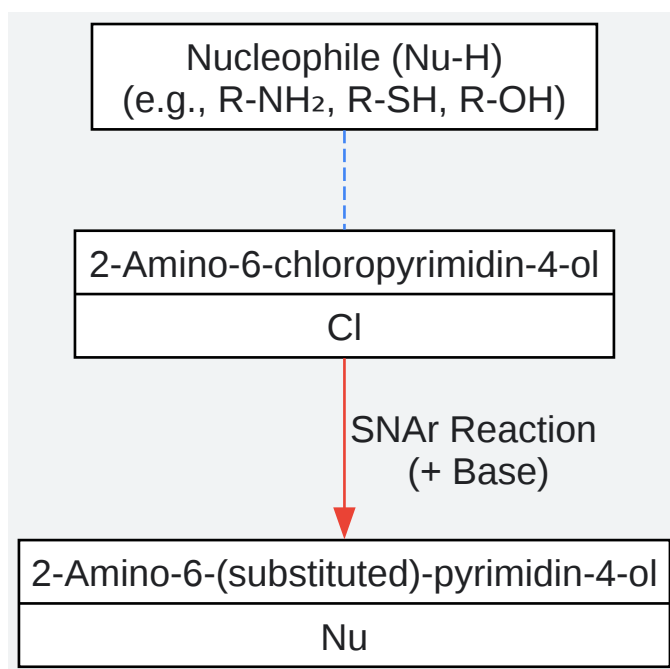 Nucleophile (Nu-H)
(e.g., R-NH₂, R-SH, R-OH)
2-Amino-6-chloropyrimidin-4-ol
Cl
SNAr Reaction
(+ Base)
2-Amino-6-(substituted)-pyrimidin-4-ol
Nu